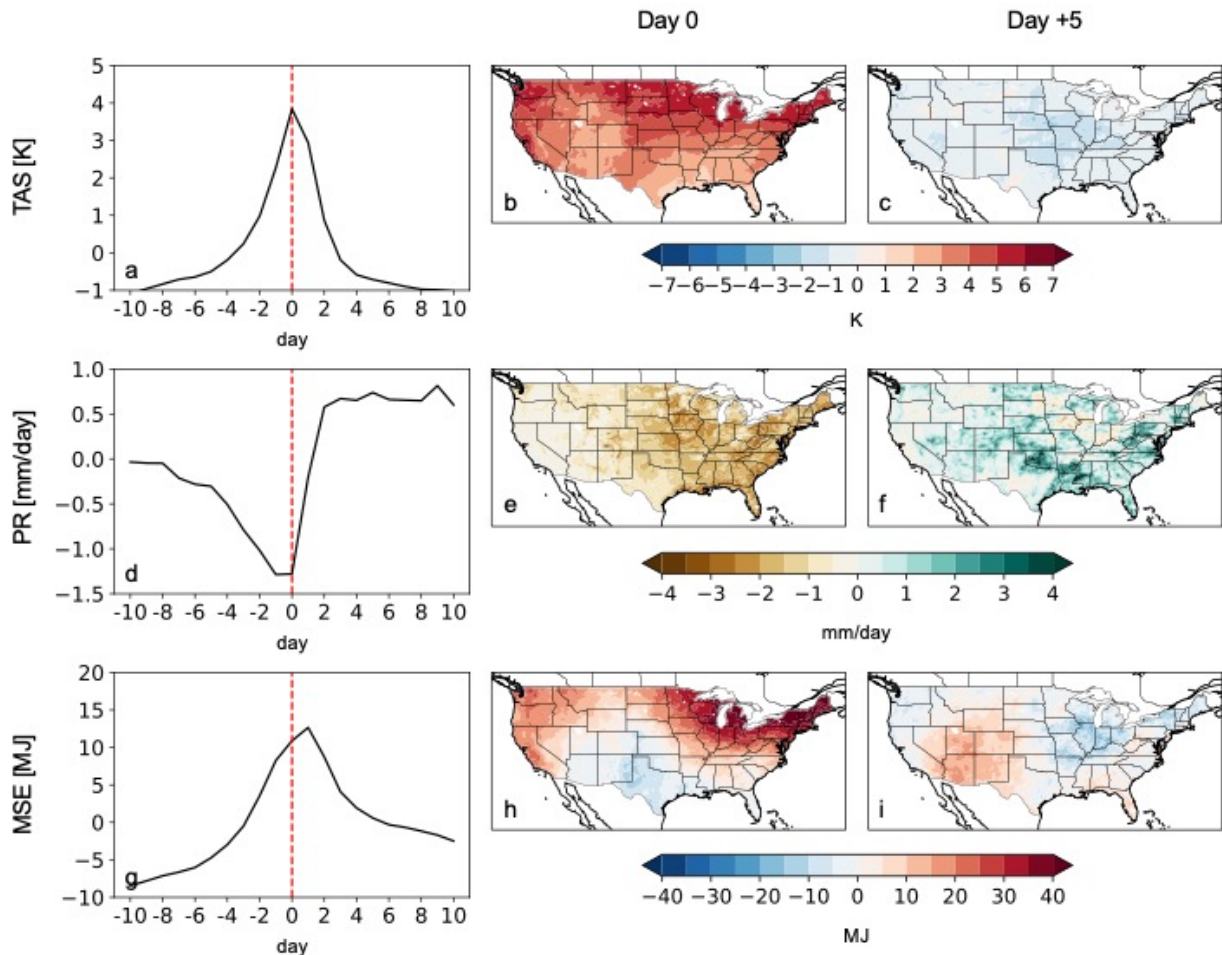 Day 0
Day +5
TAS [K]
5
4
3
2
1
0
−1
-10 -8 -6 -4 -2 0 2 4 6 8 10
day
a
b
c
−7 −6 −5 −4 −3 −2 −1 0 1 2 3 4 5 6 7
K
PR [mm/day]
1.0
0.5
0.0
−0.5
−1.0
−1.5
-10 -8 -6 -4 -2 0 2 4 6 8 10
day
d
e
f
−4 −3 −2 −1 0 1 2 3 4
mm/day
MSE [MJ]
20
15
10
5
0
−5
−10
-10 -8 -6 -4 -2 0 2 4 6 8 10
day
g
h
i
−40 −30 −20 −10 0 10 20 30 40
MJ